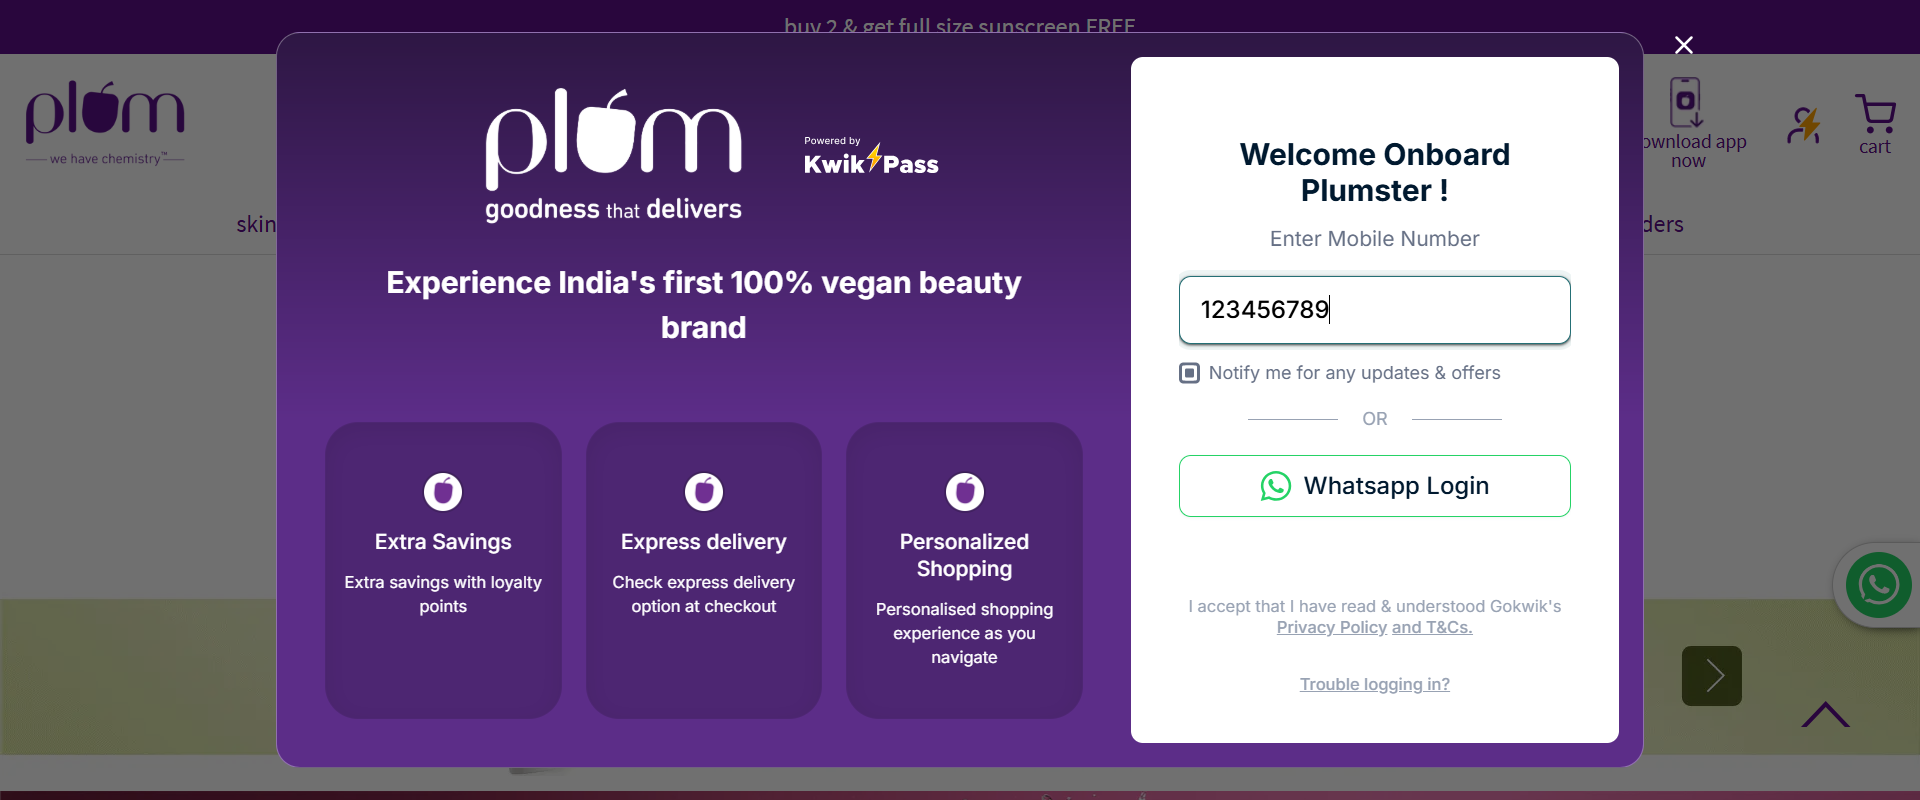 buy 2 & get full size sunscreen FREE
plum
we have chemistry™
ownload app
now
cart
skin
ders
plum
goodness that delivers
Powered by
Kwik Pass
Experience India's first 100% vegan beauty
brand
Extra Savings
Extra savings with loyalty
points
Express delivery
Check express delivery
option at checkout
Personalized
Shopping
Personalised shopping
experience as you
navigate
Welcome Onboard
Plumster !
Enter Mobile Number
123456789
Notify me for any updates & offers
OR
Whatsapp Login
I accept that I have read & understood Gokwik's
Privacy Policy and T&Cs.
Trouble logging in?